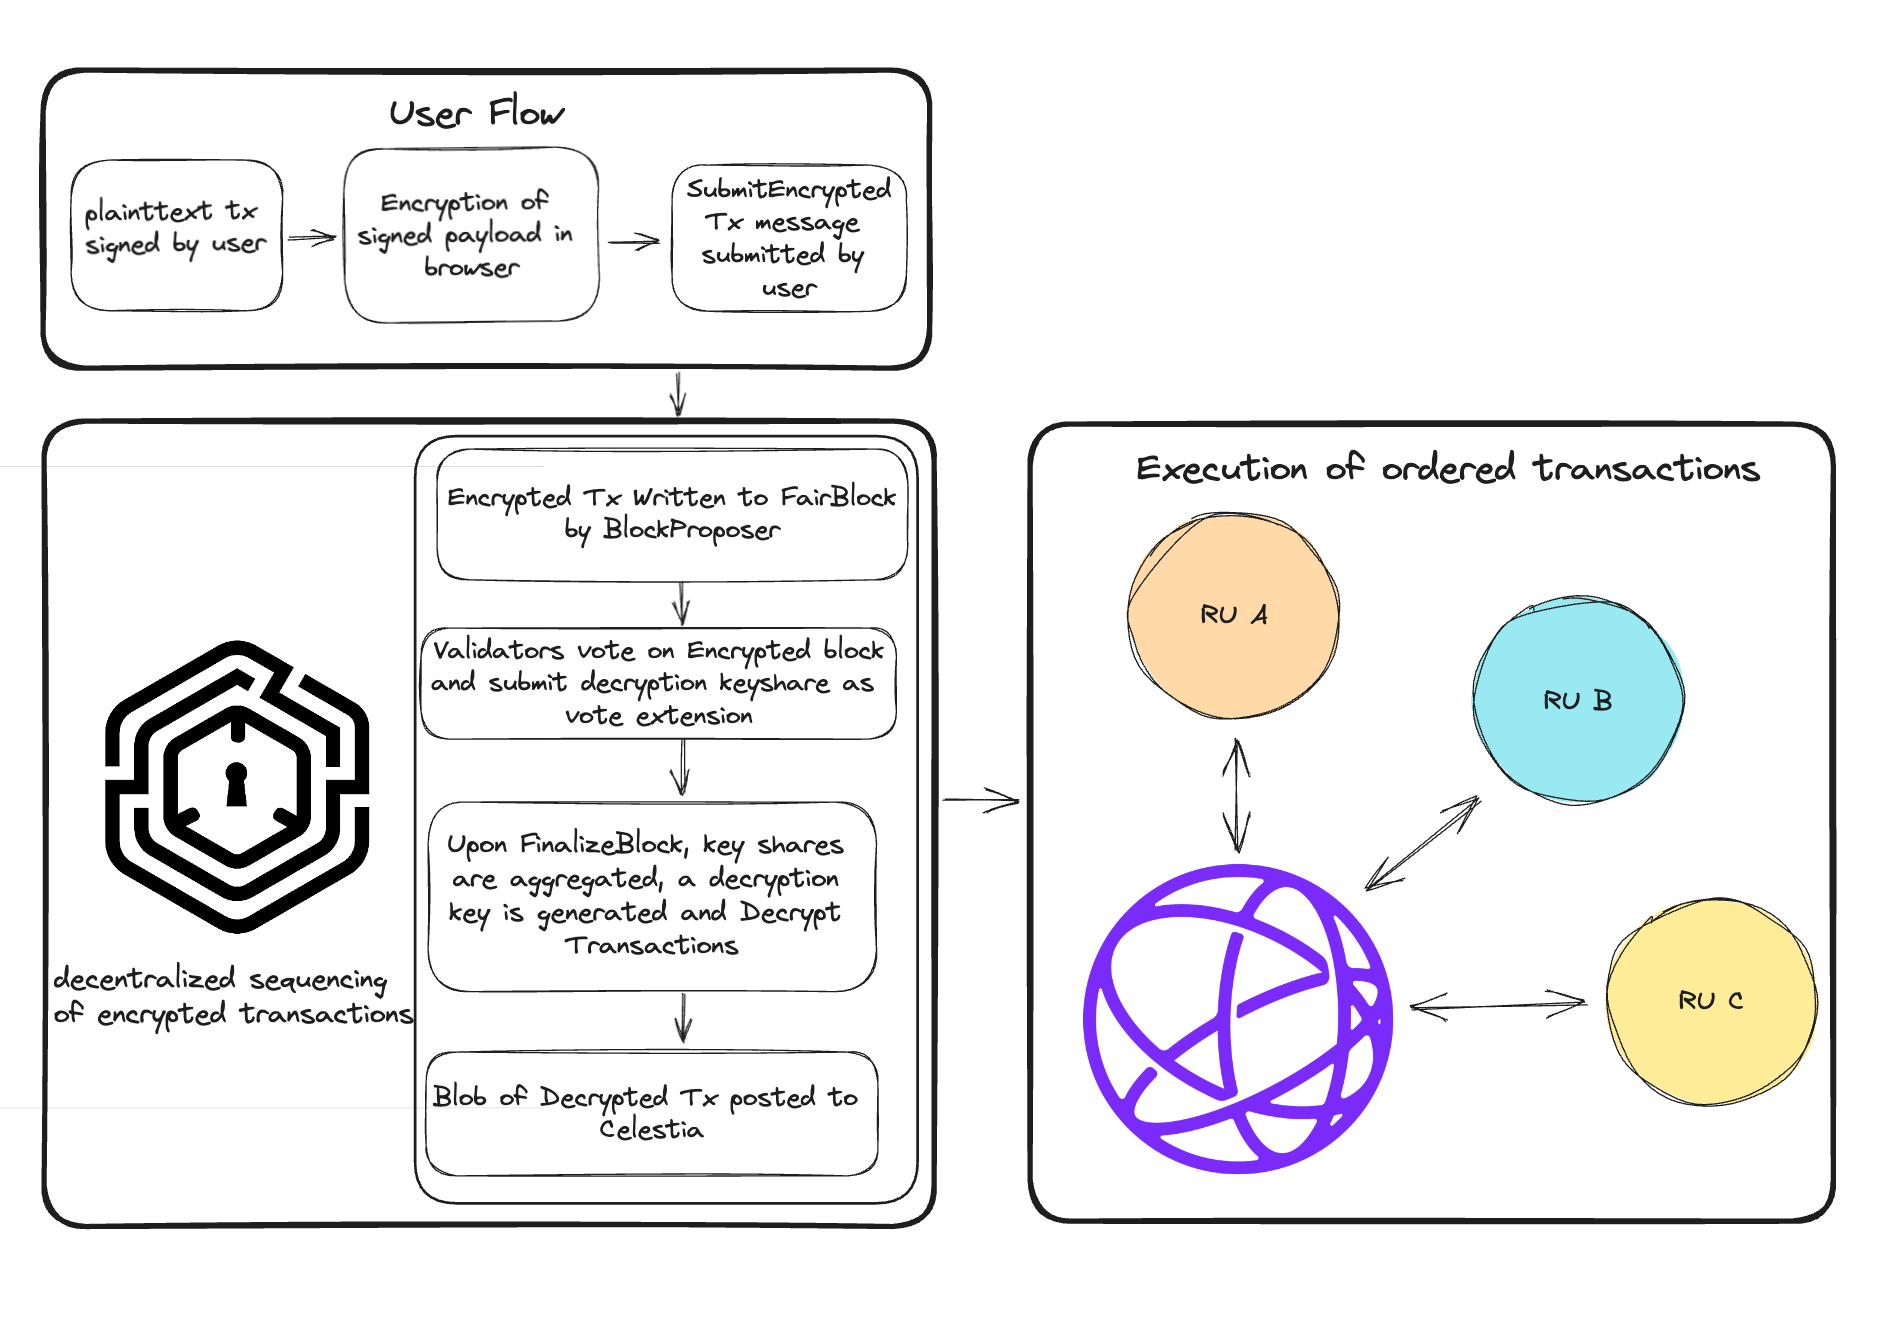 User Flow
plainttext tx
signed by user
Encryption of
signed payload in
browser
SubmitEncrypted
Tx message
submitted by
user
Encrypted Tx Written to FairBlock
by BlockProposer
Validators vote on Encrypted block
and submit decryption keyshare as
vote extension
Upon FinalizeBlock, key shares
are aggregated, a decryption
key is generated and Decrypt
Transactions
Blob of Decrypted Tx posted to
Celestia
decentralized sequencing
of encrypted transactions
Execution of ordered transactions
RU A
RU B
RU C